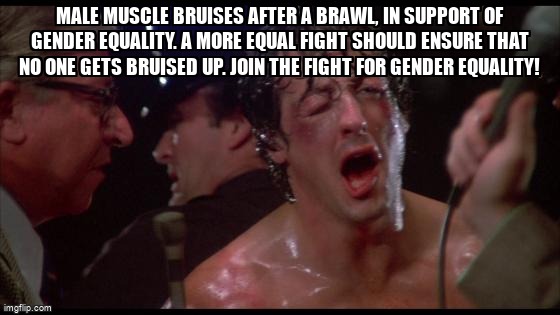 MALE MUSCLE BRUISES AFTER A BRAWL, IN SUPPORT OF
GENDER EQUALITY. A MORE EQUAL FIGHT SHOULD ENSURE THAT
NO ONE GETS BRUISED UP. JOIN THE FIGHT FOR GENDER EQUALITY!
imgflip.com